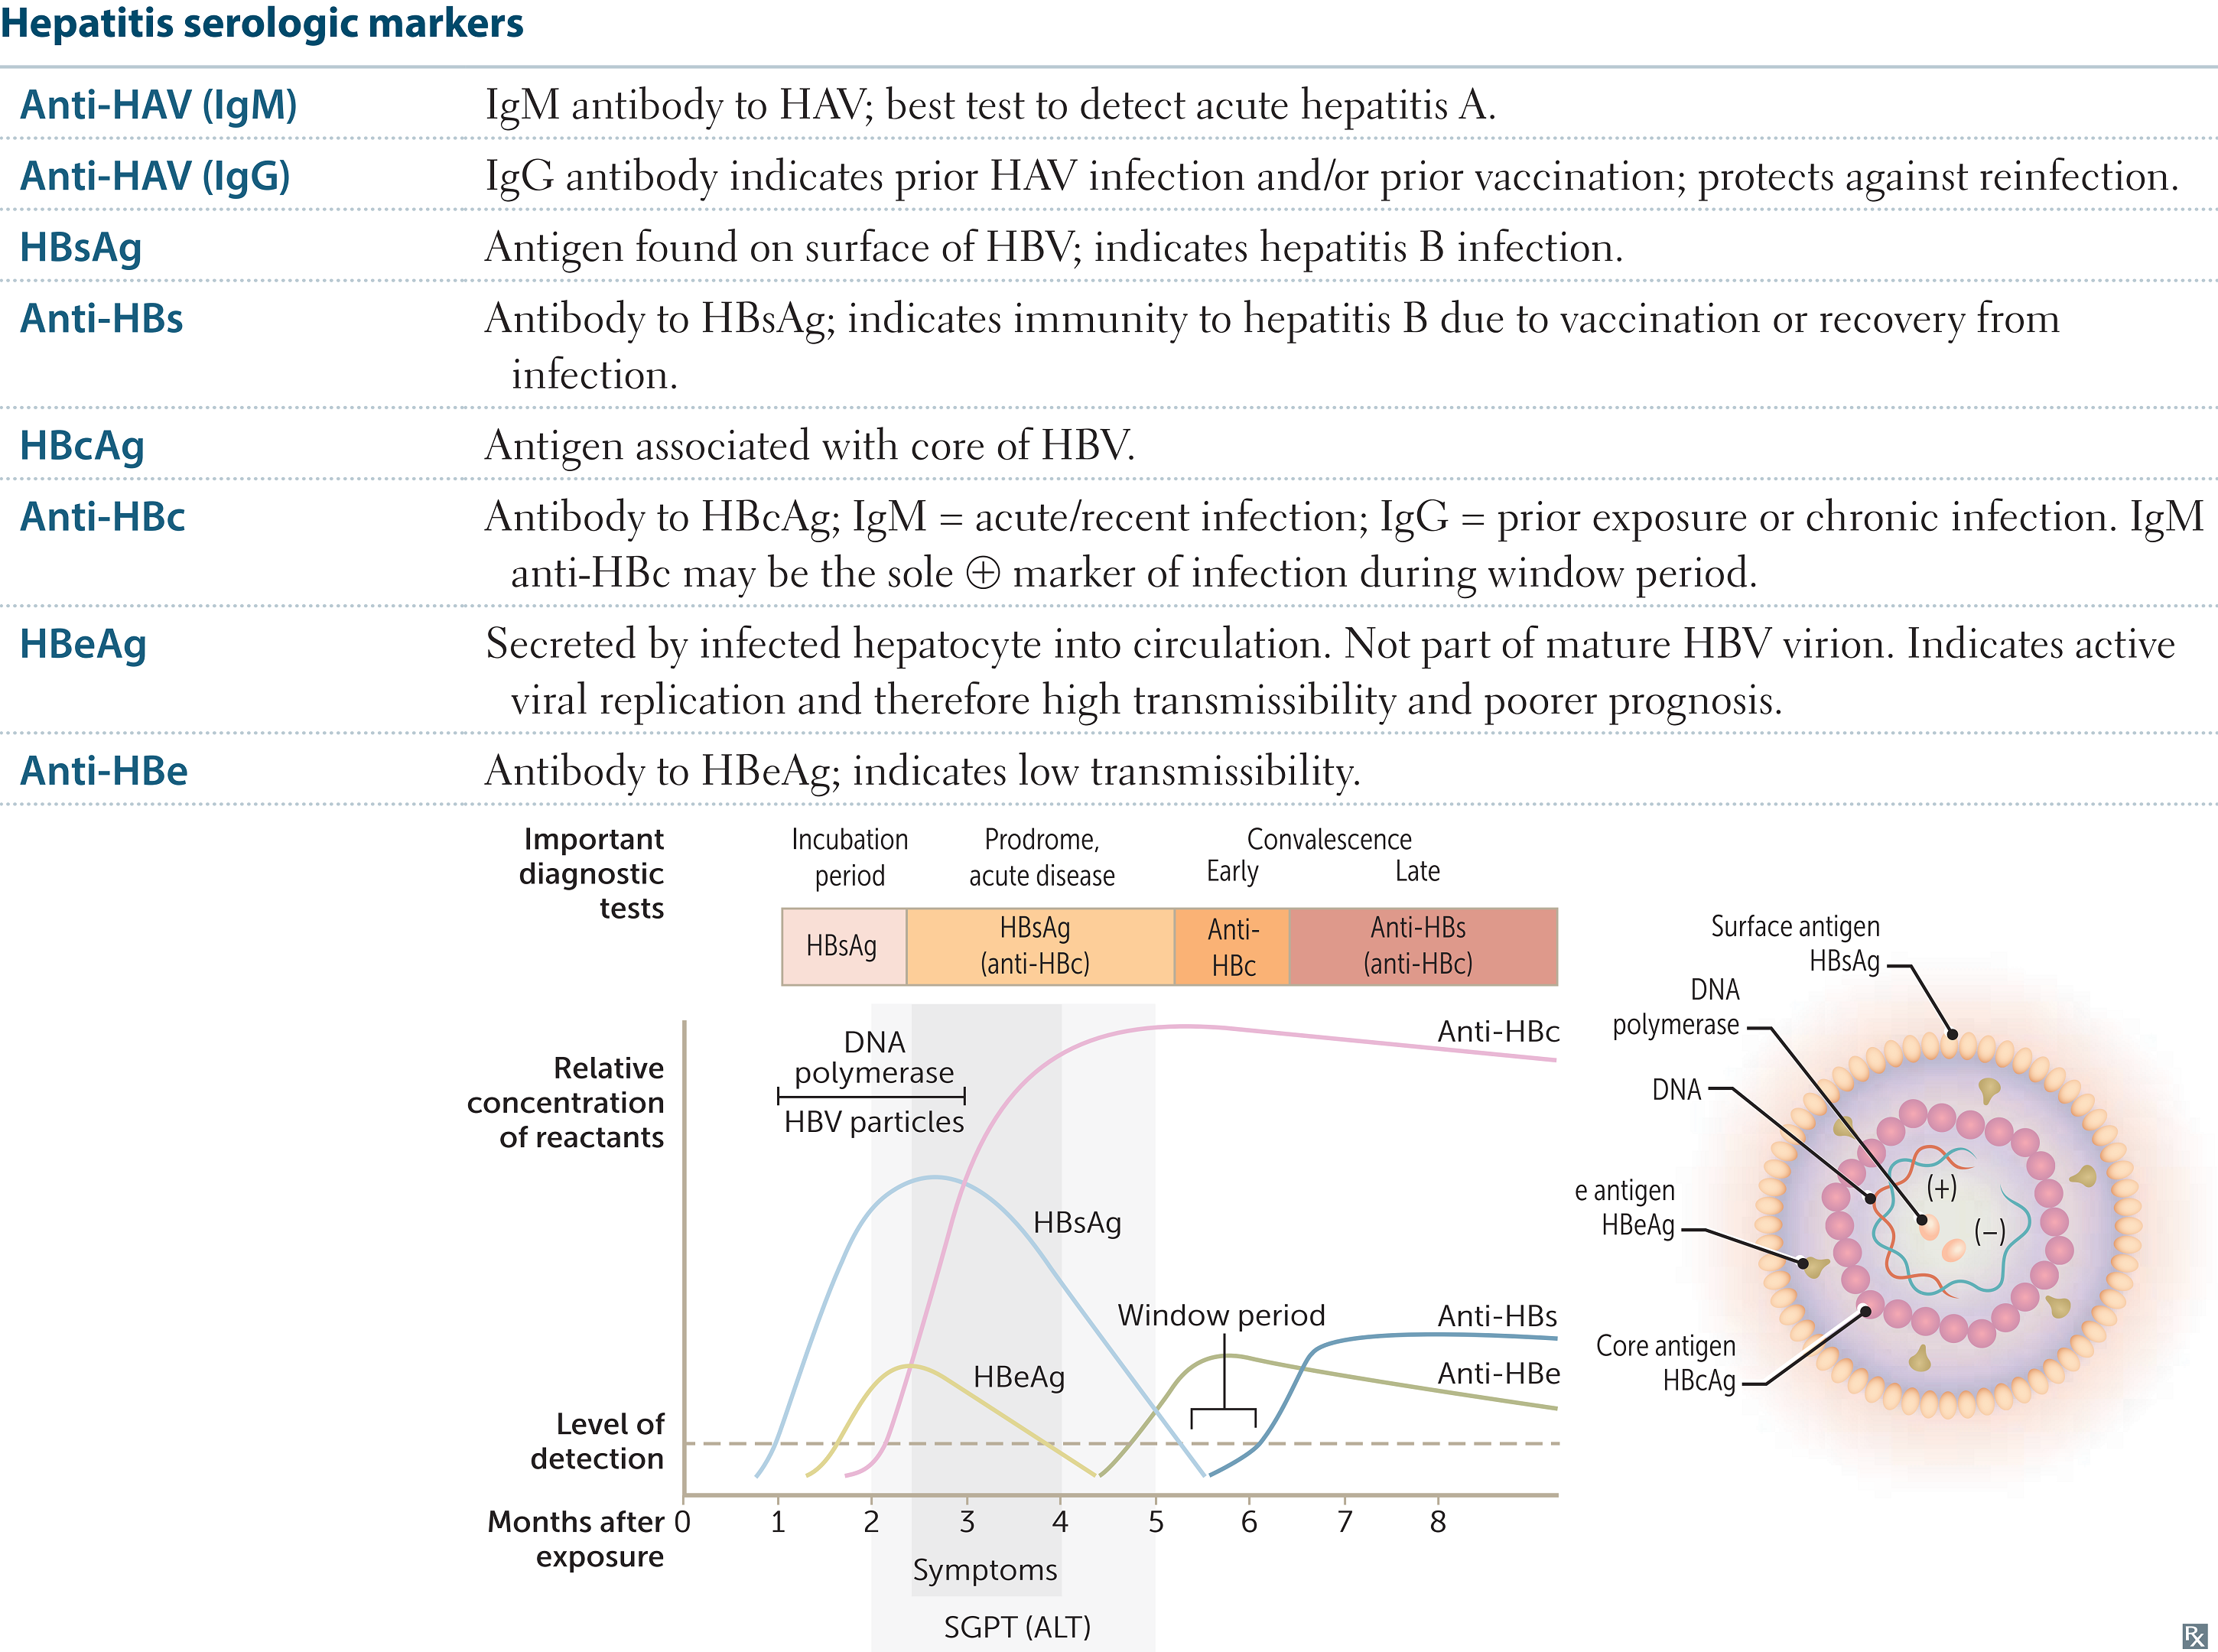 Hepatitis serologic markers
Anti-HAV (IgM) IgM antibody to HAV; best test to detect acute hepatitis A.
Anti-HAV (IgG) IgG antibody indicates prior HAV infection and/or prior vaccination; protects against reinfection.
HBsAg Antigen found on surface of HBV; indicates hepatitis B infection.
Anti-HBs Antibody to HBsAg; indicates immunity to hepatitis B due to vaccination or recovery from
infection.
HBcAg Antigen associated with core of HBV.
Anti-HBc Antibody to HBcAg; IgM = acute/recent infection; IgG = prior exposure or chronic infection. IgM
anti-HBc may be the sole ⊕ marker of infection during window period.
HBeAg Secreted by infected hepatocyte into circulation. Not part of mature HBV virion. Indicates active
viral replication and therefore high transmissibility and poorer prognosis.
Anti-HBe Antibody to HBeAg; indicates low transmissibility.
Important
diagnostic
tests
Incubation
period
Prodrome,
acute disease
Convalescence
Early Late
HBsAg
HBsAg
(anti-HBc)
Anti-
HBc
Anti-HBs
(anti-HBc)
Relative
concentration
of reactants
DNA
polymerase
HBV particles
Anti-HBc
HBsAg
Window period
Anti-HBs
HBeAg
Anti-HBe
Level of
detection
Months after
exposure
0 1 2 3 4 5 6 7 8
Symptoms
SGPT (ALT)
Surface antigen
HBsAg
DNA
polymerase
DNA
(+)
(−)
e antigen
HBeAg
Core antigen
HBcAg
Rx